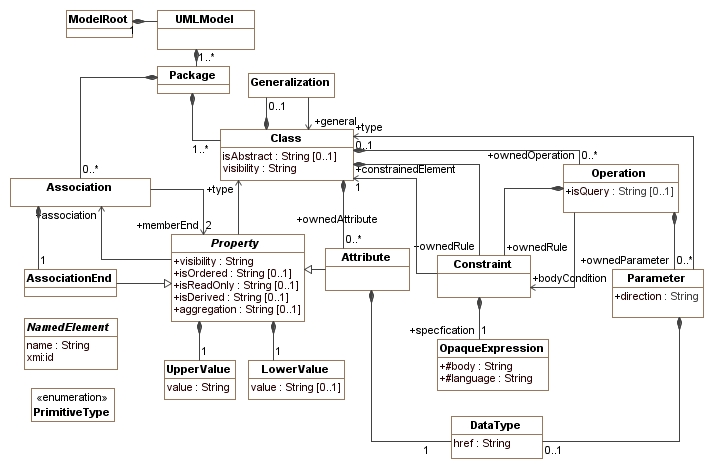 ModelRoot
1
UMLModel
1..*
Package
Generalization
0..1
+general
+type
1..*
Class
isAbstract : String [0..1]
visibility : String
0..1
+ownedOperation
0..*
+constrainedElement
1
Operation
+isQuery : String [0..1]
0..*
Association
+association
+type
+memberEnd
2
+ownedAttribute
0..*
-ownedRule
+ownedRule
+ownedParameter
0..*
Property
+visibility : String
+isOrdered : String [0..1]
+isReadOnly : String [0..1]
+isDerived : String [0..1]
+aggregation : String [0..1]
Attribute
Constraint
+bodyCondition
Parameter
+direction : String
1
AssociationEnd
NamedElement
name : String
xmi:id
1
1
+specfication
1
UpperValue
value : String
LowerValue
value : String [0..1]
OpaqueExpression
+#body : String
+#language : String
«enumeration»
PrimitiveType
DataType
href : String
1
0..1